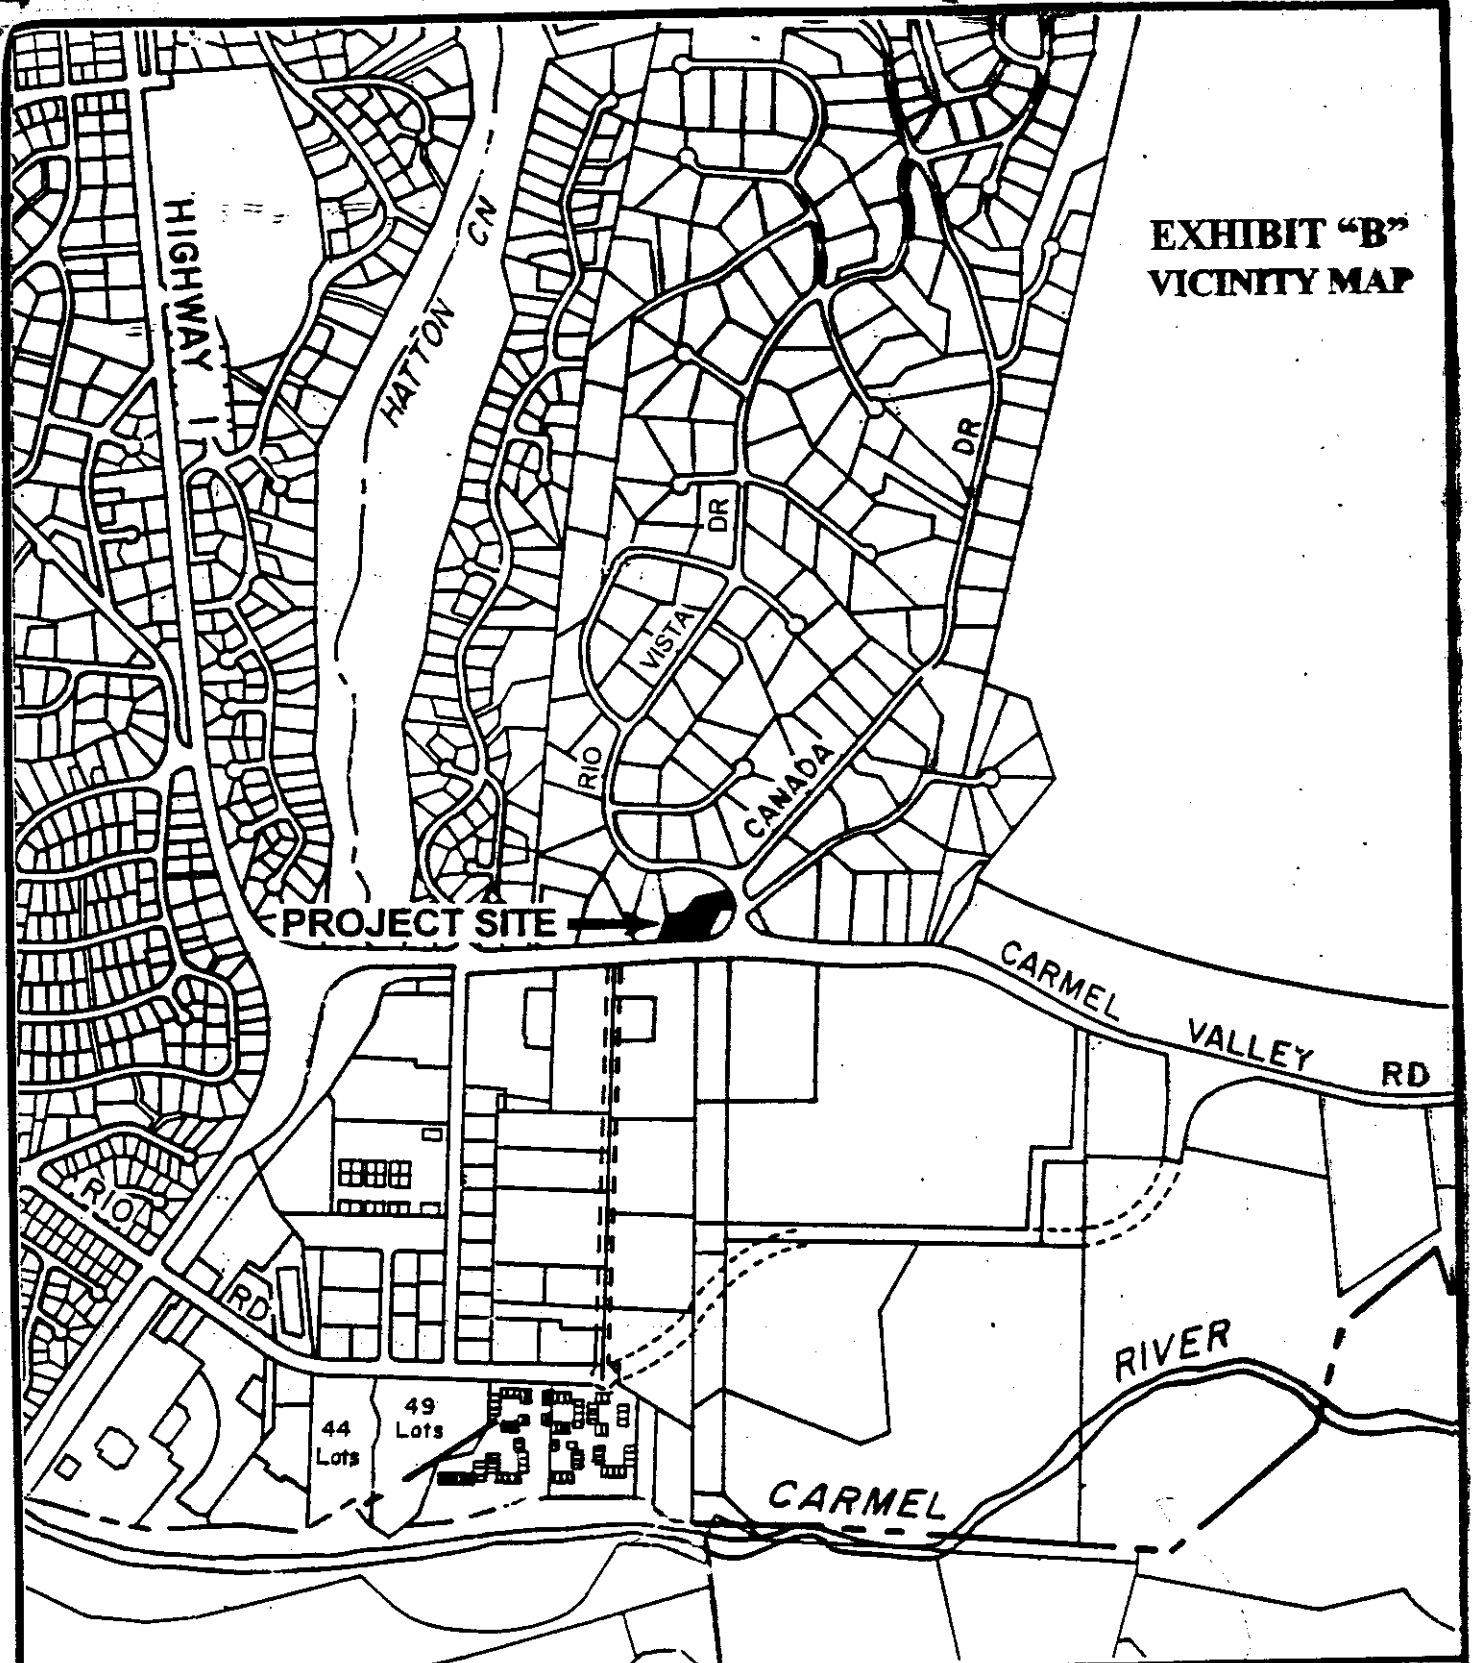 EXHIBIT “B”
VICINITY MAP
HIGHWAY 1
HATTON CN
DR
DR
VISTA
RIO
CANADA
PROJECT SITE
CARMEL VALLEY RD
RIO
RD
RIVER
49
Lots
44
Lots
CARMEL